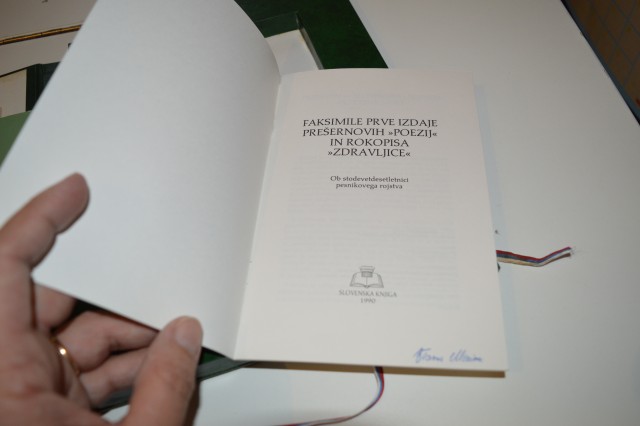 FAKSIMILE PRVE IZDAJE
PREŠERNOVIH »POEZIJ«
IN ROKOPISA
»ZDRAVLJICE«
Ob stodevetdesetletnici
pesnikovega rojstva
SLOVENSKA KNJIGA
1990